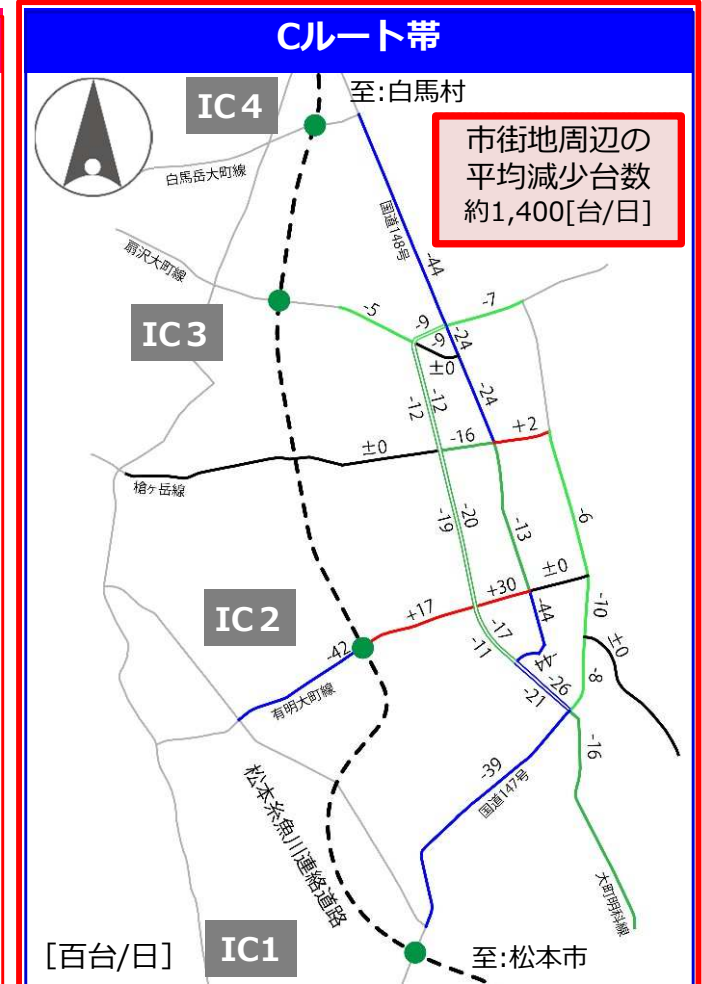 Cルート帯
IC4
至:白馬村
市街地周辺の
平均減少台数
約1,400[台/日]
白馬岳大町線
国道148号
-44
扇沢大町線
IC3
-5
-9
-7
-9
-24
±0
-24
-12
-12
-16
+2
±0
槍ヶ岳線
-19
-20
-13
-6
±0
+30
-44
-10
+17
IC2
-42
-17
-11
±0
-44
-8
-26
-21
有明大町線
-16
-39
国道147号
松本糸魚川連絡道路
大町明科線
[百台/日]
IC1
至:松本市